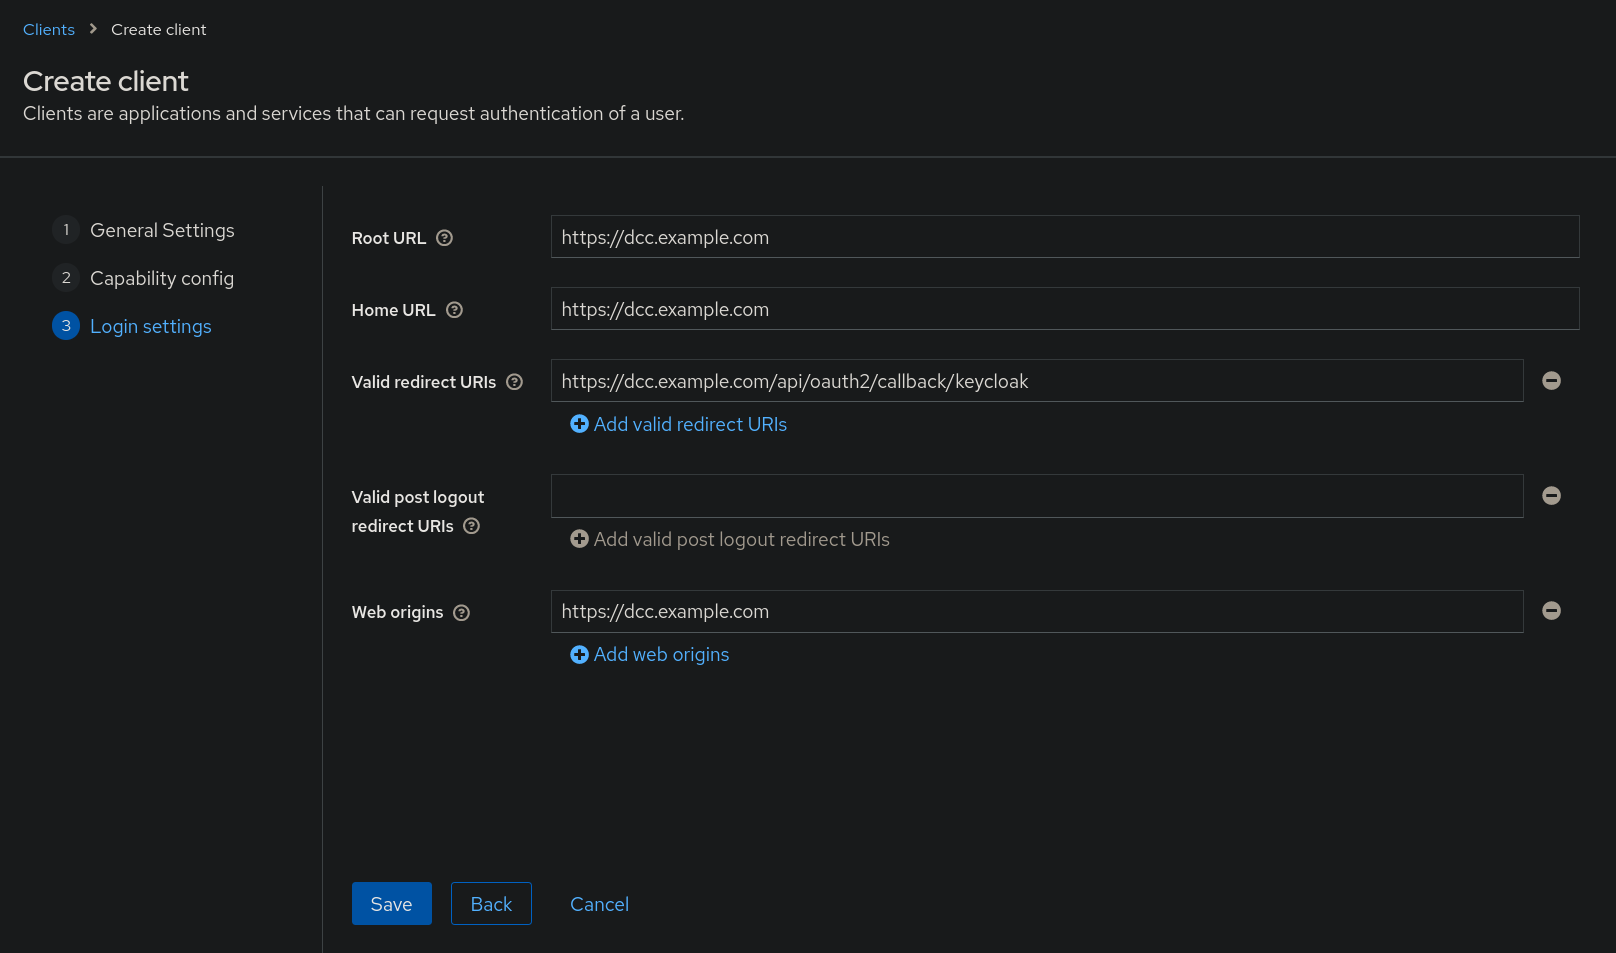 Clients > Create client
Create client
Clients are applications and services that can request authentication of a user.
1 General Settings
2 Capability config
3 Login settings
Root URL ? https://dcc.example.com
Home URL ? https://dcc.example.com
Valid redirect URIs ? https://dcc.example.com/api/oauth2/callback/keycloak
Add valid redirect URIs
Valid post logout
redirect URIs ?
Add valid post logout redirect URIs
Web origins ? https://dcc.example.com
Add web origins
Save Back Cancel